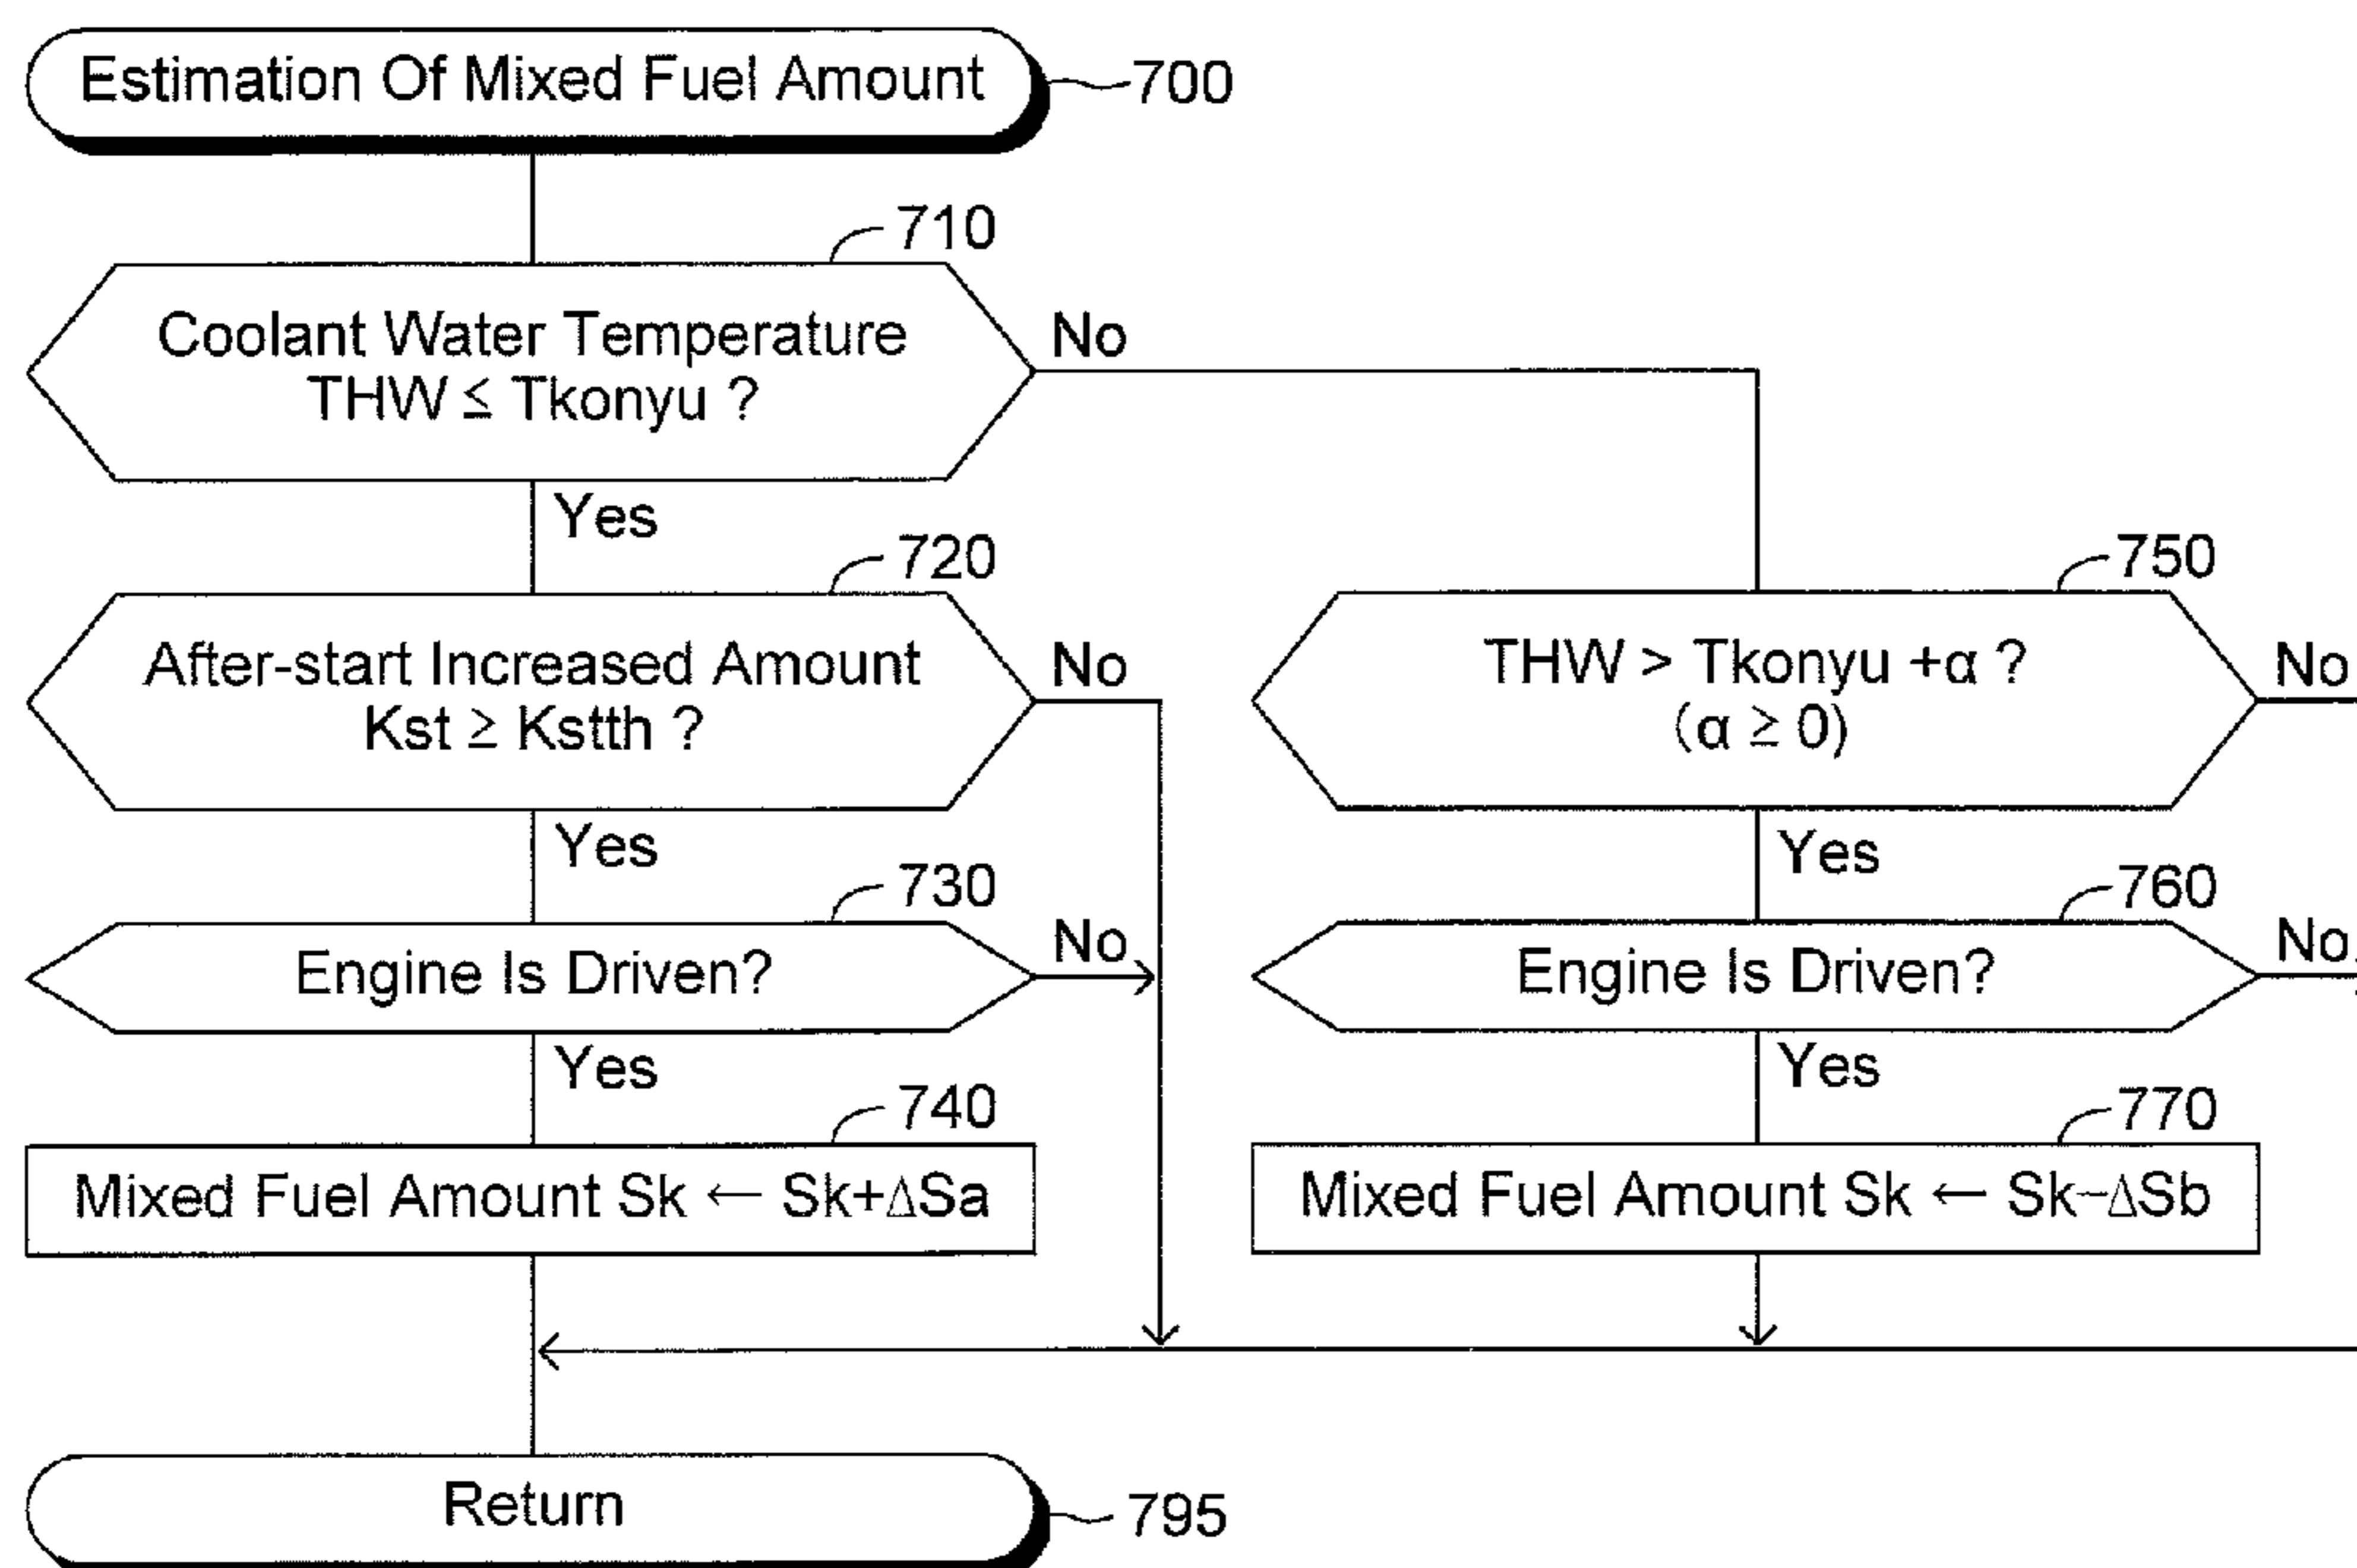 Estimation Of Mixed Fuel Amount
700
710
Coolant Water Temperature
THW ≦ Tkonyu ?
No
Yes
720
After-start Increased Amount
Kst ≧ Kstth ?
No
Yes
730
Engine Is Driven?
No
Yes
740
Mixed Fuel Amount Sk ← Sk+ΔSa
750
THW > Tkonyu +α ?
(α ≧ 0)
No
Yes
760
Engine Is Driven?
No
Yes
770
Mixed Fuel Amount Sk ← Sk−ΔSb
Return
795